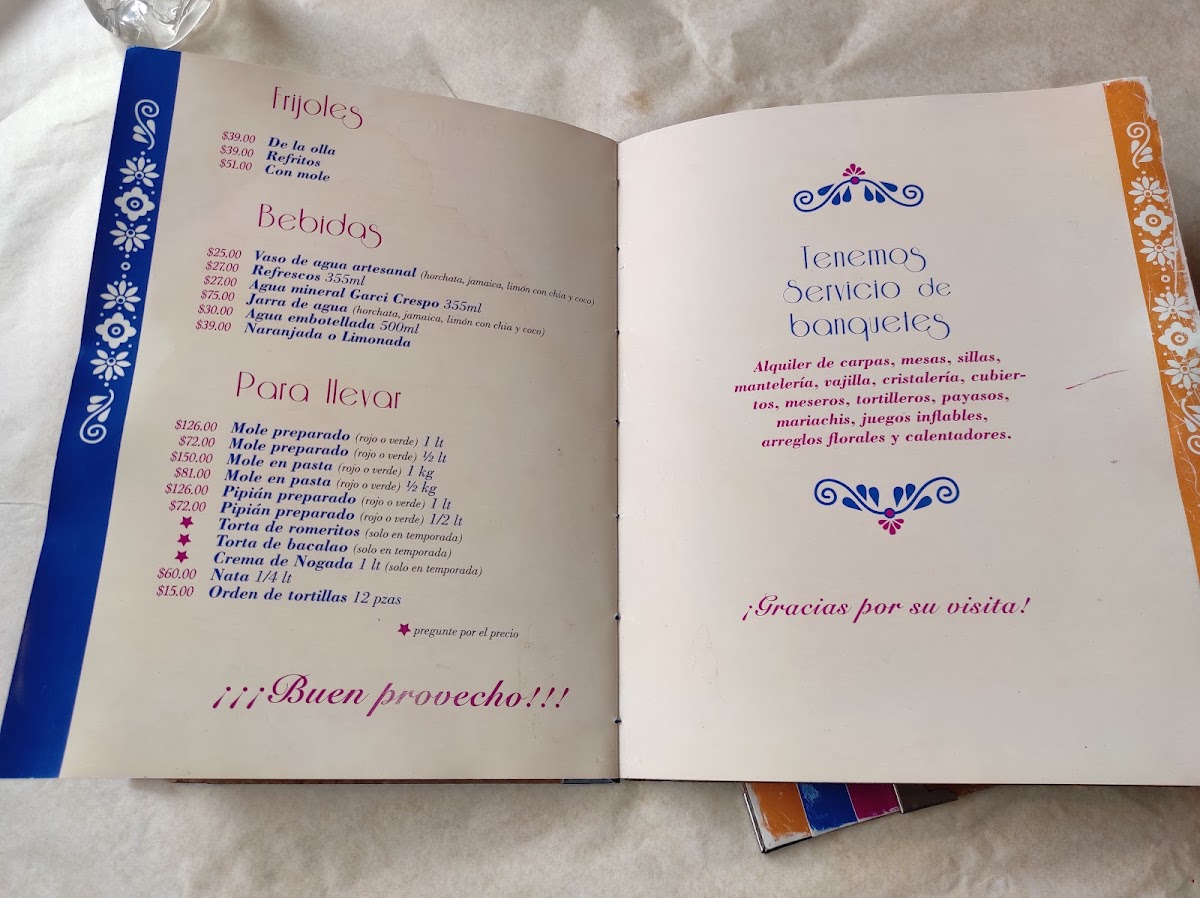 Frijoles
$39.00 De la olla
$39.00 Refritos
$51.00 Con mole
Bebidas
$25.00 Vaso de agua artesanal (horchata, jamaica, limón con chia y coco)
$27.00 Refrescos 355ml
$27.00 Agua mineral Garci Crespo 355ml
$75.00 Jarra de agua (horchata, jamaica, limón con chia y coco)
$30.00 Agua embotellada 500ml
$39.00 Naranjada o Limonada
Para llevar
$126.00 Mole preparado (rojo o verde) 1 lt
$72.00 Mole preparado (rojo o verde) ½ lt
$150.00 Mole en pasta (rojo o verde) 1 kg
$81.00 Mole en pasta (rojo o verde) ½ kg
$126.00 Pipián preparado (rojo o verde) 1 lt
$72.00 Pipián preparado (rojo o verde) 1/2 lt
★ Torta de romeritos (solo en temporada)
★ Torta de bacalao (solo en temporada)
★ Crema de Nogada 1 lt (solo en temporada)
$60.00 Nata 1/4 lt
$15.00 Orden de tortillas 12 pzas
★ pregunte por el precio
¡¡¡Buen provecho!!!
Tenemos
Servicio de
banquetes
Alquiler de carpas, mesas, sillas,
mantelería, vajilla, cristalería, cubier-
tos, meseros, tortilleros, payasos,
mariachis, juegos inflables,
arreglos florales y calentadores.
¡Gracias por su visita!